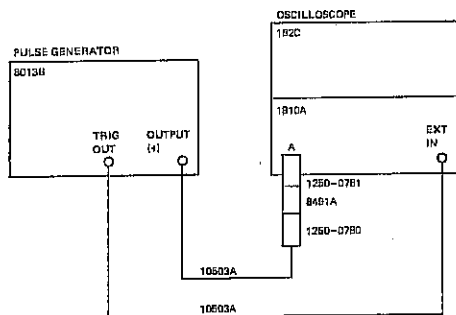 OSCILLOSCOPE
182C
PULSE GENERATOR
8013B
1810A
TRIG OUT
OUTPUT (+)
EXT IN
A
1250-0781
8491A
1250-0780
10503A
10503A